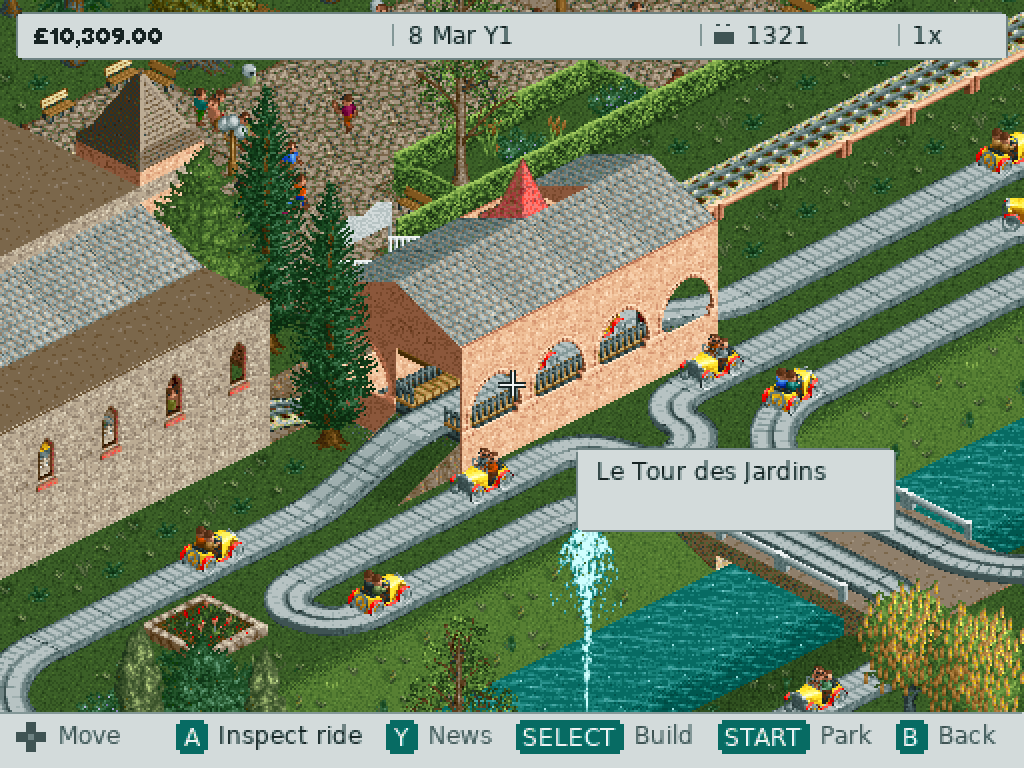 £10,309.00 8 Mar Y1 1321 1x
Le Tour des Jardins
Move A Inspect ride Y News SELECT Build START Park B Back